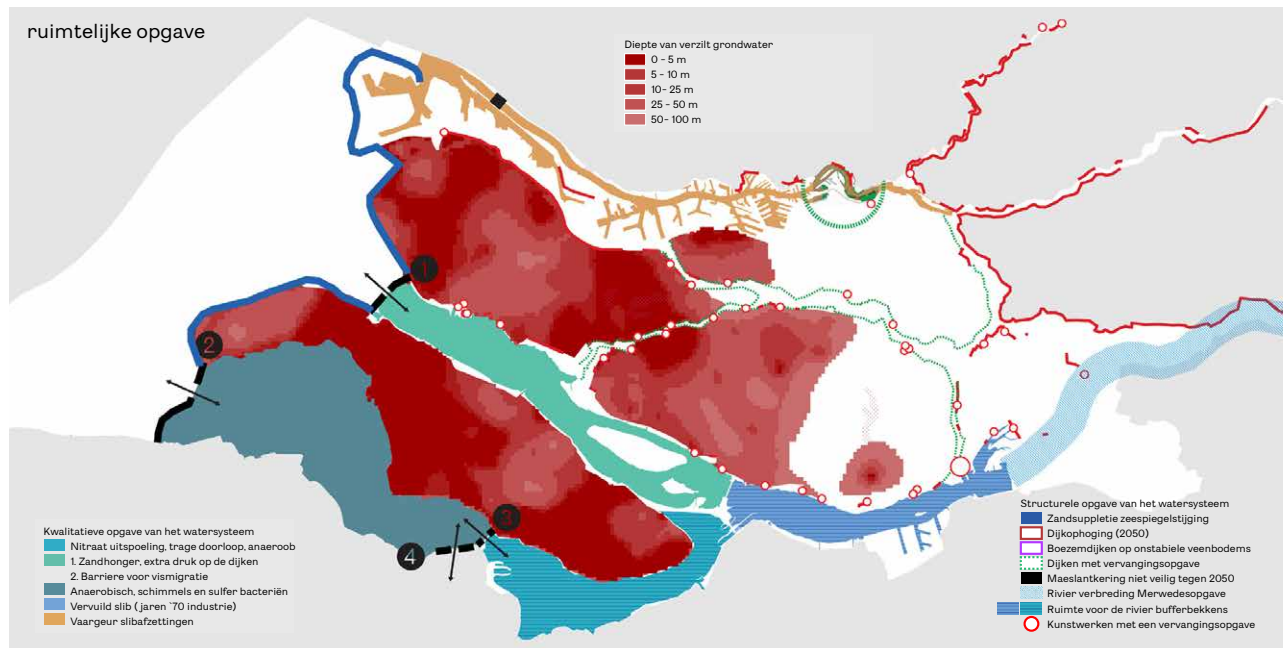 ruimtelijke opgave
Diepte van verzilt grondwater
0 - 5 m
5 - 10 m
10 - 25 m
25 - 50 m
50 - 100 m
1
2
3
4
Kwalitatieve opgave van het watersysteem
Nitraat uitspoeling, trage doorloop, anaeroob
1. Zandhonger, extra druk op de dijken
2. Barriere voor vismigratie
Anaerobisch, schimmels en sulfer bacteriën
Vervuild slib ( jaren ´70 industrie)
Vaargeur slibafzettingen
Structurele opgave van het watersysteem
Zandsuppletie zeespiegelstijging
Dijkophoging (2050)
Boezemdijken op onstabiele veenbodems
Dijken met vervangingsopgave
Maeslantkering niet veilig tegen 2050
Rivier verbreding Merwedesopgave
Ruimte voor de rivier bufferbekkens
Kunstwerken met een vervangingsopgave